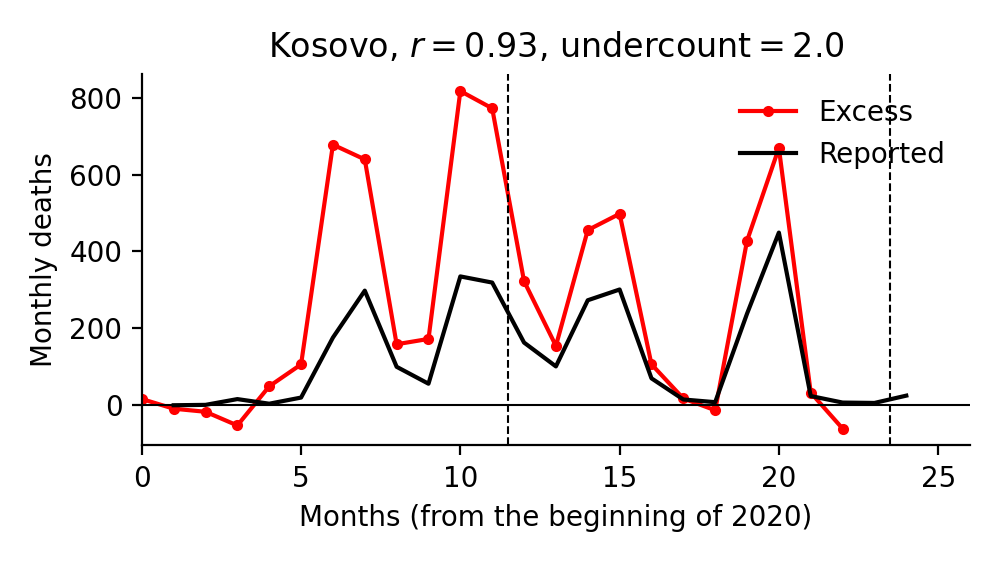 Kosovo, r = 0.93, undercount = 2.0
Monthly deaths
800
600
400
200
0
Excess
Reported
0 5 10 15 20 25
Months (from the beginning of 2020)